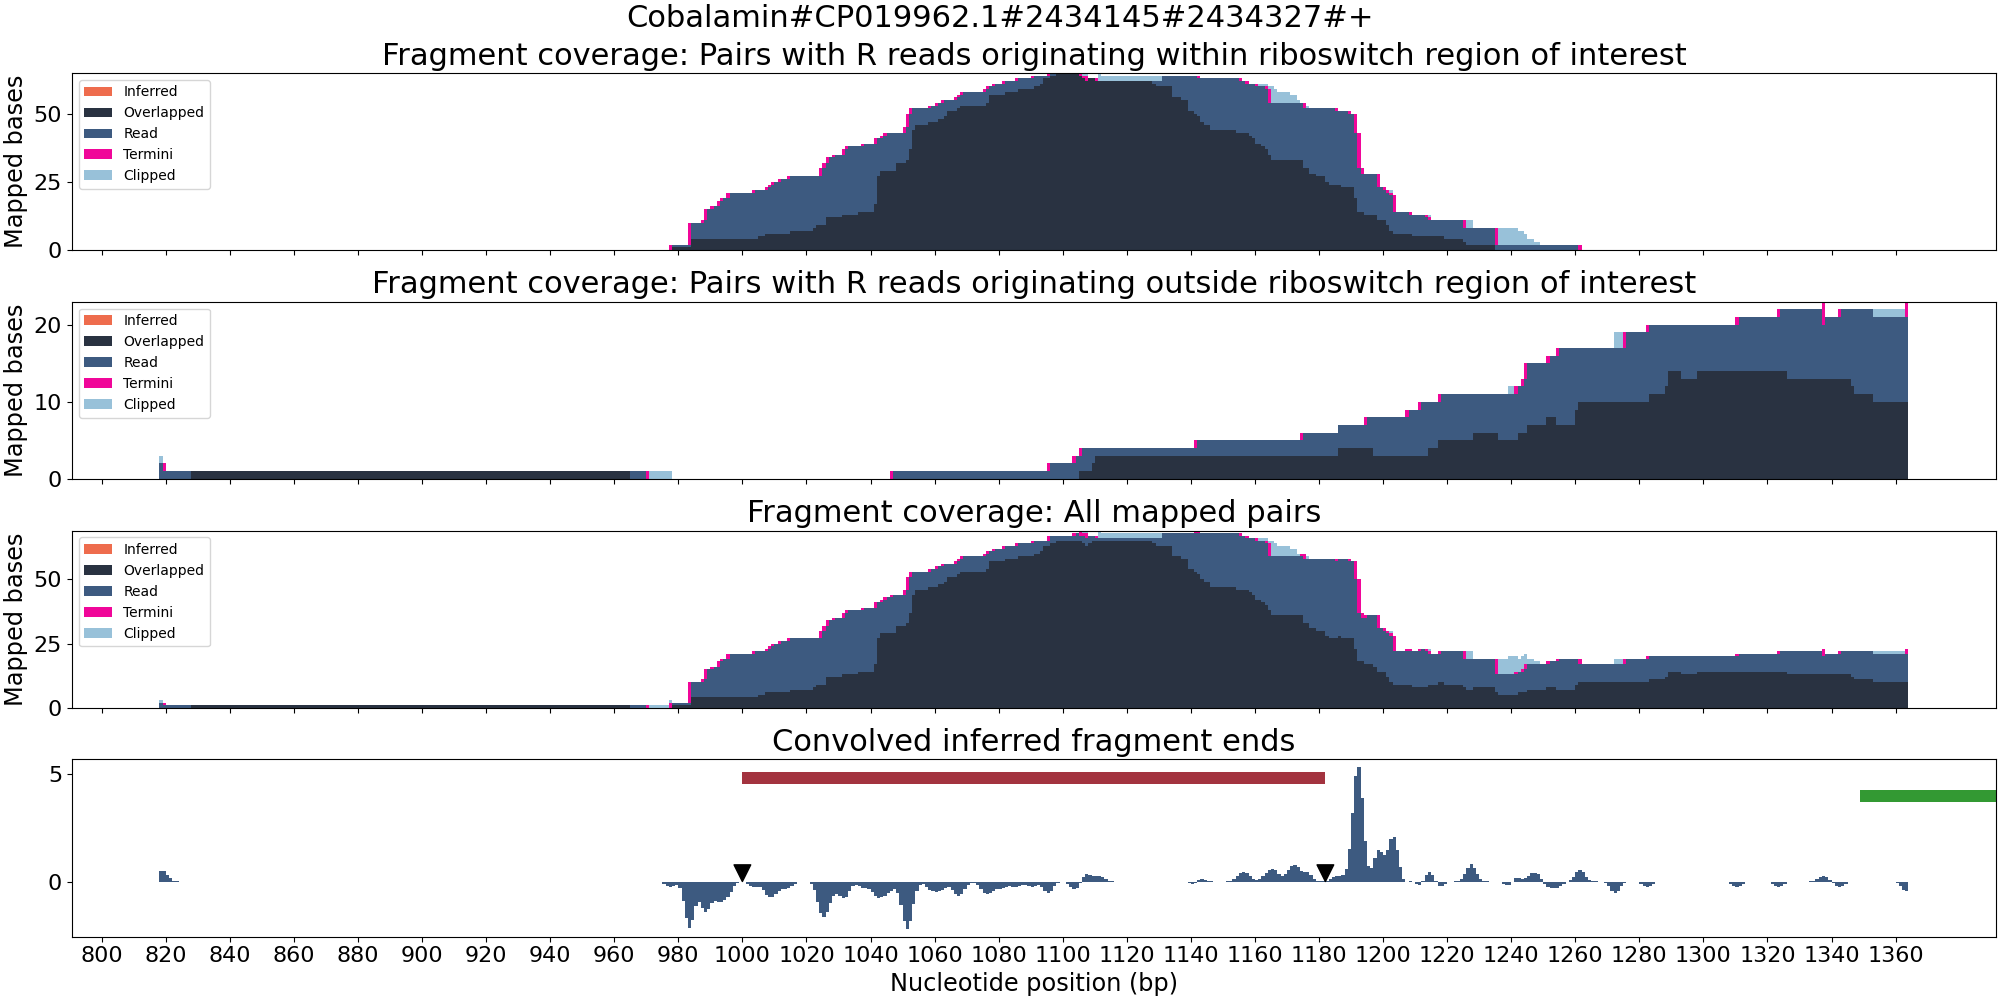 Cobalamin#CP019962.1#2434145#2434327#+
Fragment coverage: Pairs with R reads originating within riboswitch region of interest
Mapped bases
50
25
0
Inferred
Overlapped
Read
Termini
Clipped
Fragment coverage: Pairs with R reads originating outside riboswitch region of interest
Mapped bases
20
10
0
Inferred
Overlapped
Read
Termini
Clipped
Fragment coverage: All mapped pairs
Mapped bases
50
25
0
Inferred
Overlapped
Read
Termini
Clipped
Convolved inferred fragment ends
5
0
800 820 840 860 880 900 920 940 960 980 1000 1020 1040 1060 1080 1100 1120 1140 1160 1180 1200 1220 1240 1260 1280 1300 1320 1340 1360
Nucleotide position (bp)